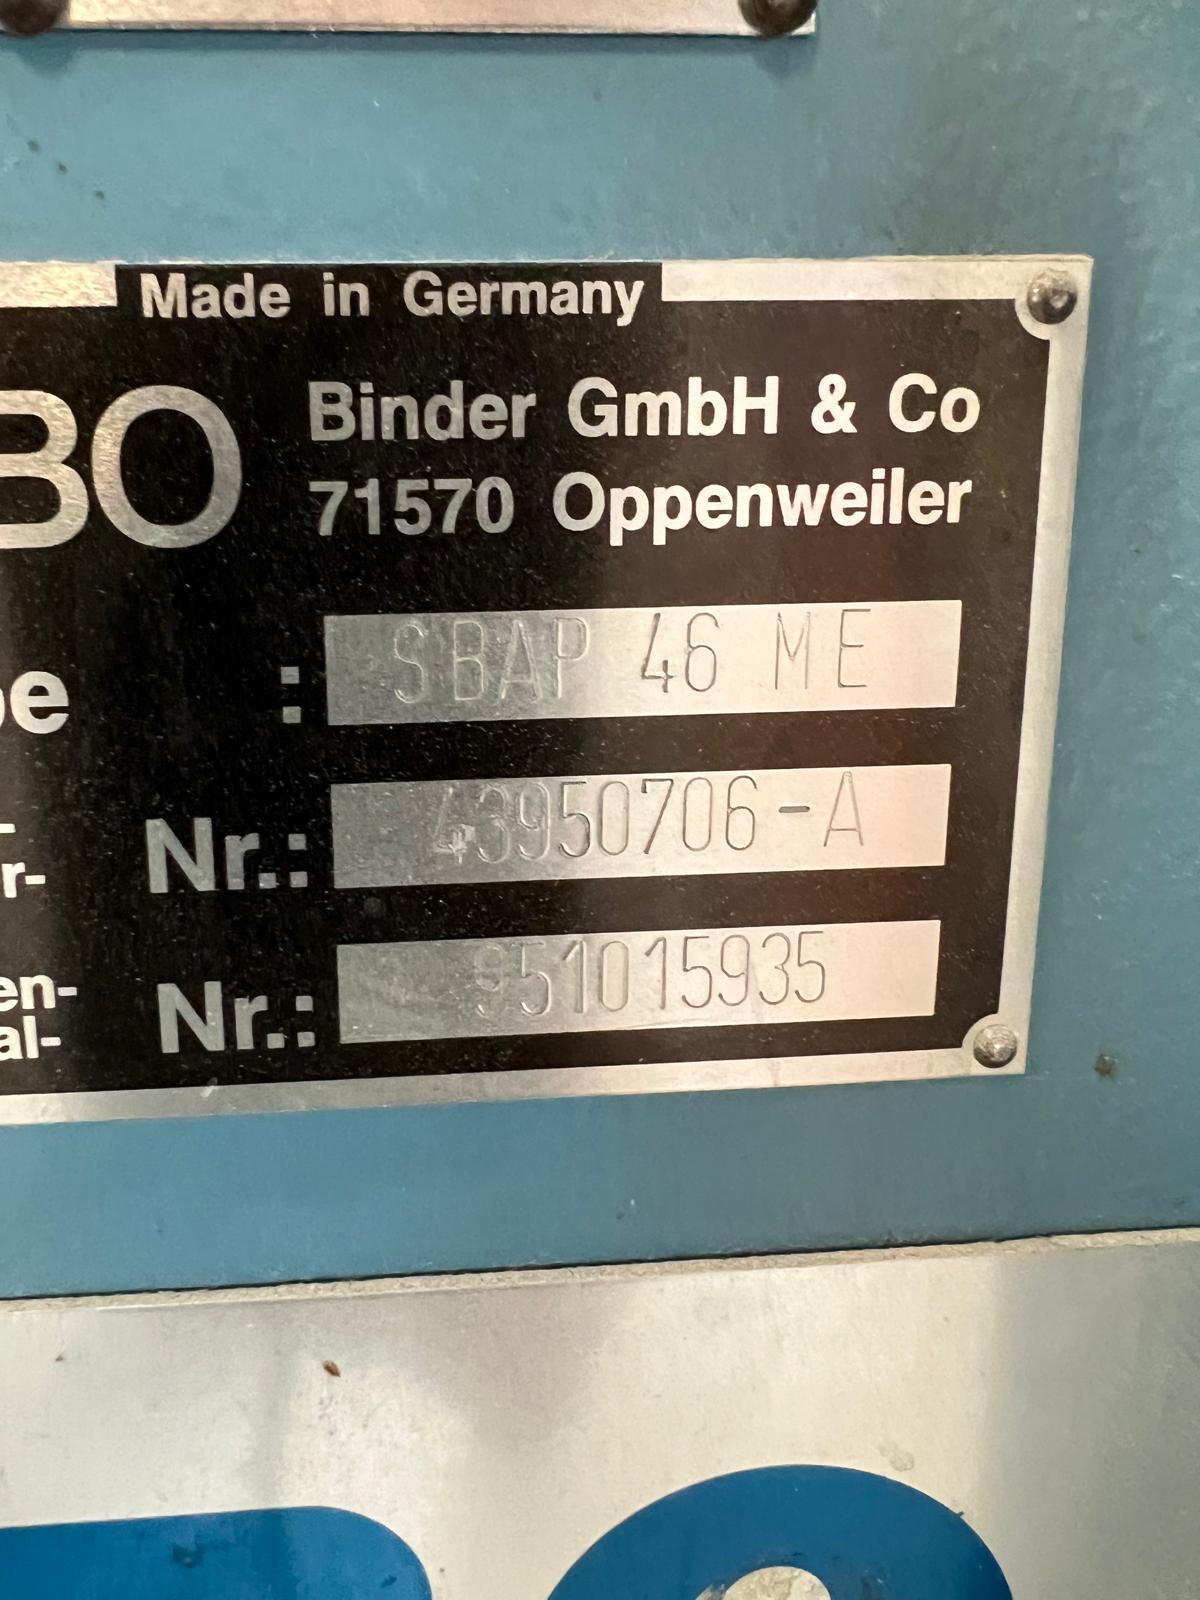 Made in Germany
BO
Binder GmbH & Co
71570 Oppenweiler
pe : SBAP 46 ME
r- Nr.: 43950706-A
en-
al- Nr.: 951015935